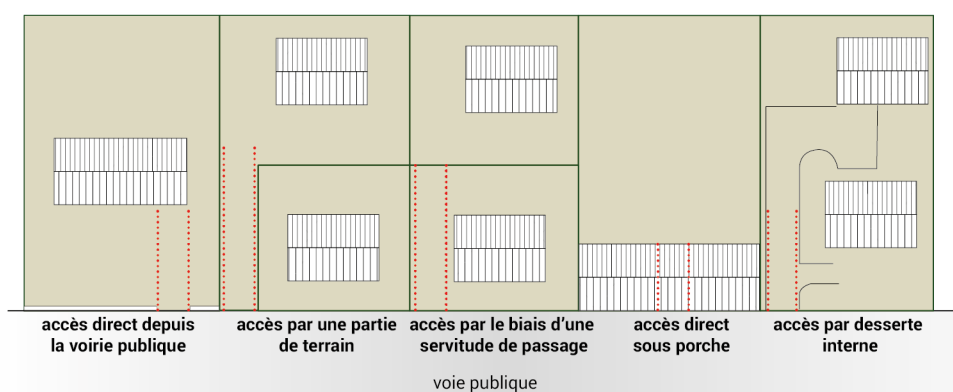 accès direct depuis
la voirie publique
accès par une partie
de terrain
accès par le biais d'une
servitude de passage
accès direct
sous porche
accès par desserte
interne
voie publique